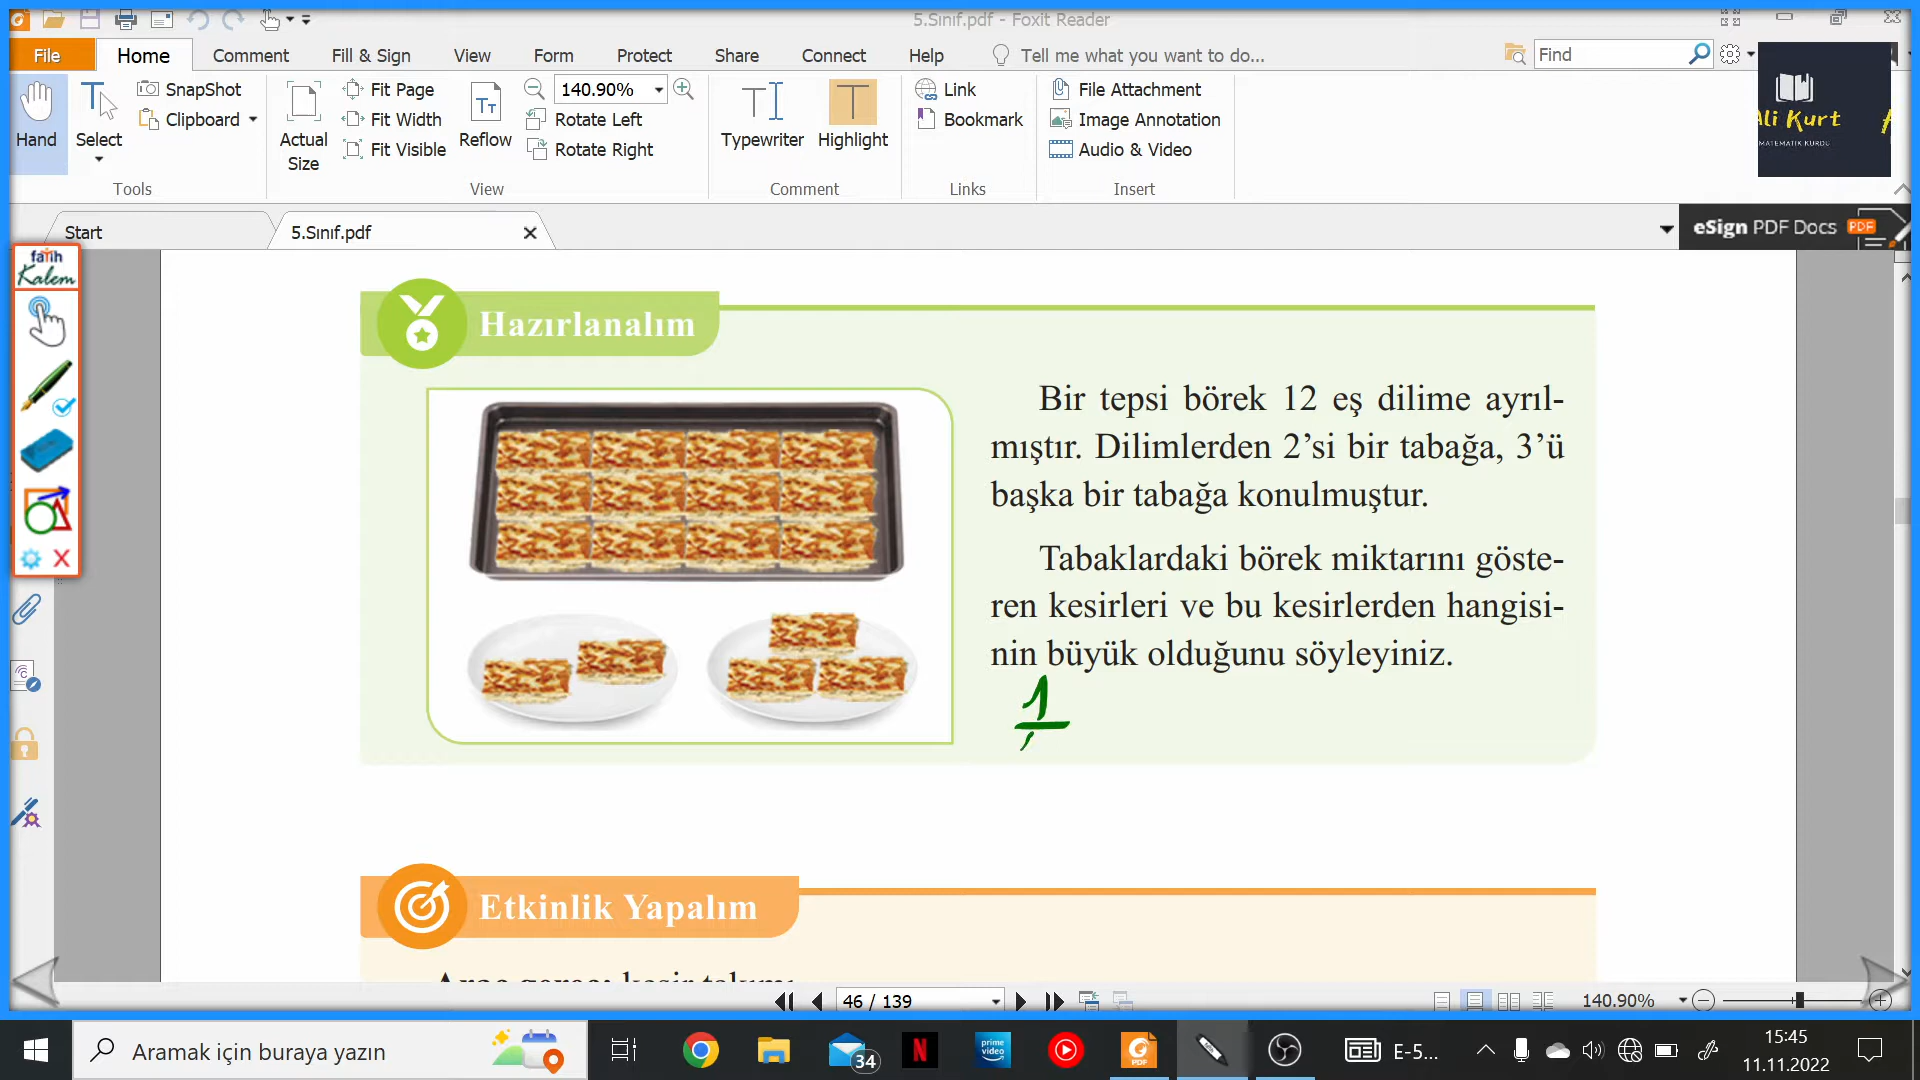 5.Sınıf.pdf - Foxit Reader
File Home Comment Fill & Sign View Form Protect Share Connect Help Tell me what you want to do... Find
Hand
Select
SnapShot
Clipboard
Tools
Actual Size
Fit Page
Fit Width
Fit Visible
Reflow
140.90%
Rotate Left
Rotate Right
View
Typewriter
Highlight
Comment
Link
Bookmark
Links
File Attachment
Image Annotation
Audio & Video
Insert
Ali Kurt
MATEMATİK KURDU
Start
5.Sınıf.pdf
eSign PDF Docs PDF
fatih
Kalem
Hazırlanalım
Bir tepsi börek 12 eş dilime ayrıl-
mıştır. Dilimlerden 2’si bir tabağa, 3’ü
başka bir tabağa konulmuştur.
Tabaklardaki börek miktarını göste-
ren kesirleri ve bu kesirlerden hangisi-
nin büyük olduğunu söyleyiniz.
1
Etkinlik Yapalım
46 / 139
140.90%
Aramak için buraya yazın
34
prime video
PDF
E-5...
15:45
11.11.2022